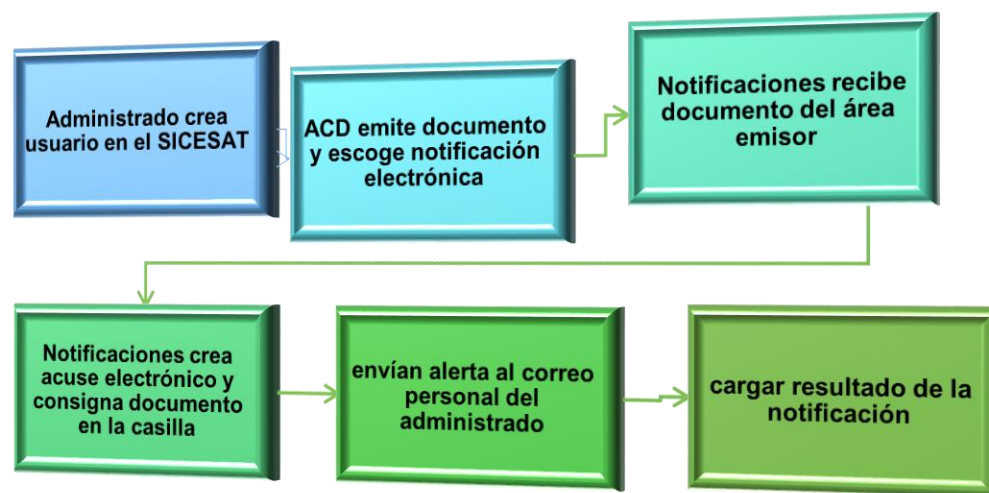 Administrado crea
usuario en el SICESAT
ACD emite documento
y escoge notificación
electrónica
Notificaciones recibe
documento del área
emisor
Notificaciones crea
acuse electrónico y
consigna documento
en la casilla
envían alerta al correo
personal del
administrado
cargar resultado de la
notificación